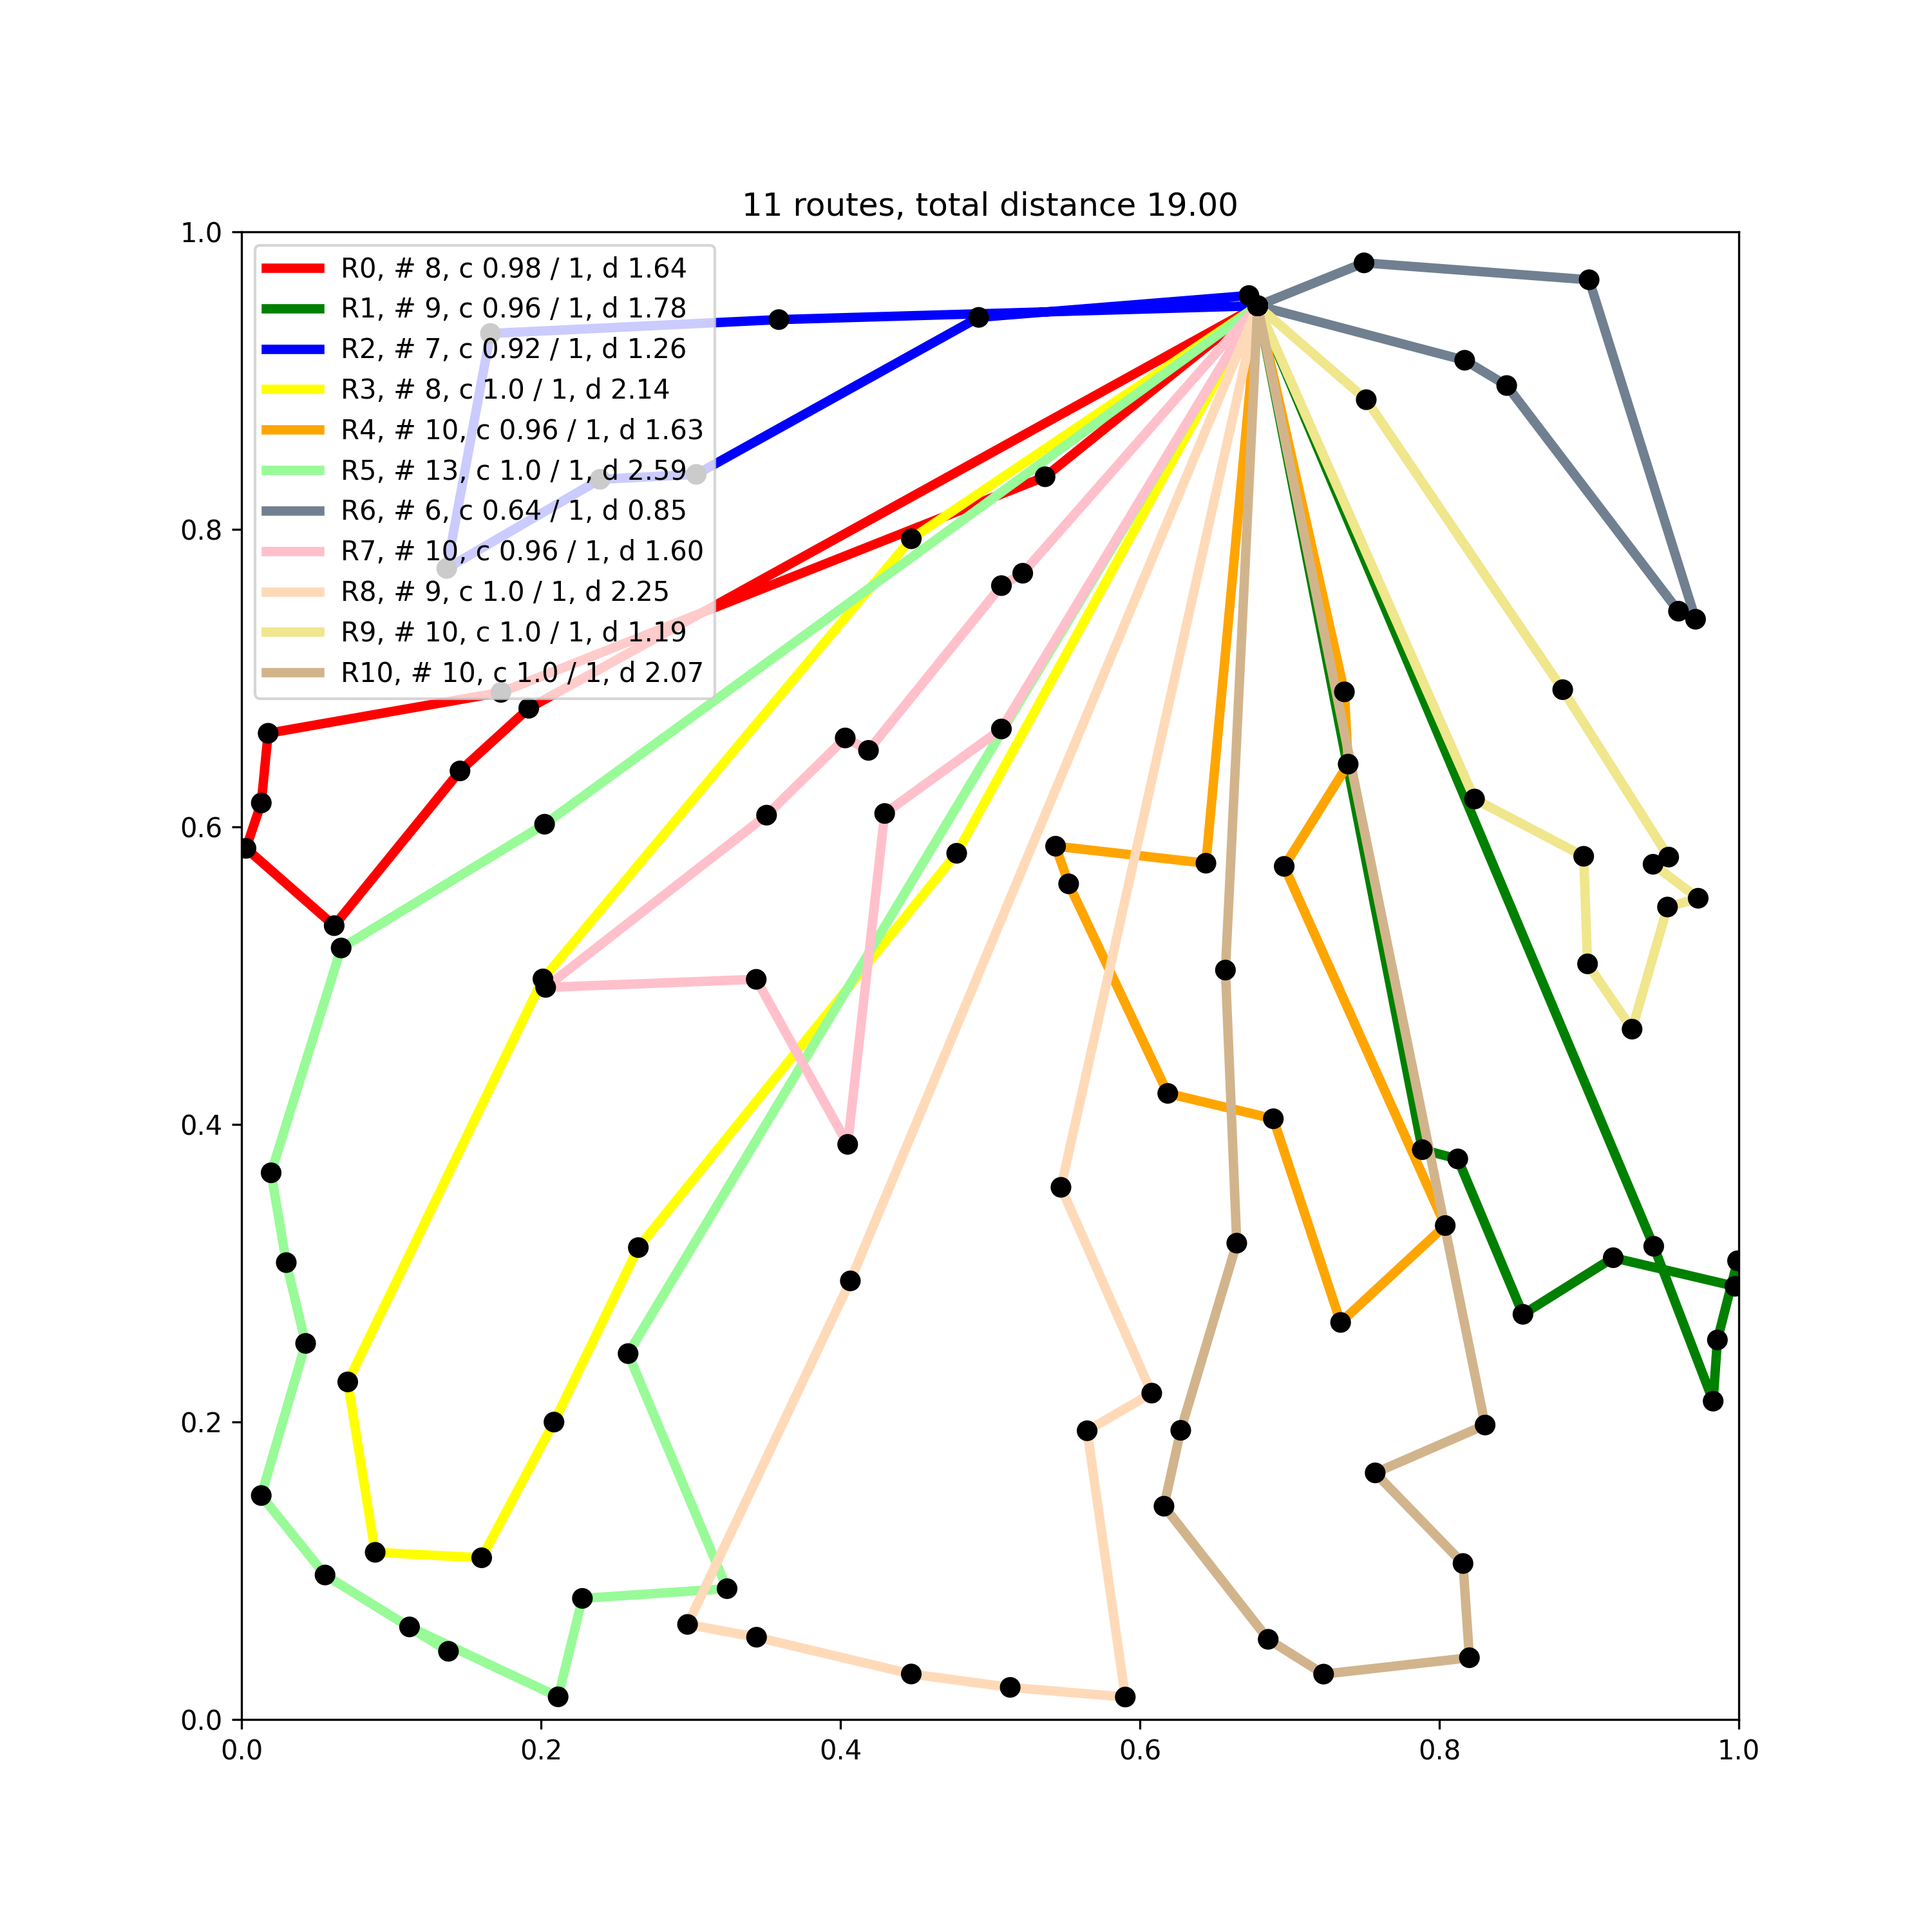 11 routes, total distance 19.00
1.0
0.8
0.6
0.4
0.2
0.0
R0, # 8, c 0.98 / 1, d 1.64
R1, # 9, c 0.96 / 1, d 1.78
R2, # 7, c 0.92 / 1, d 1.26
R3, # 8, c 1.0 / 1, d 2.14
R4, # 10, c 0.96 / 1, d 1.63
R5, # 13, c 1.0 / 1, d 2.59
R6, # 6, c 0.64 / 1, d 0.85
R7, # 10, c 0.96 / 1, d 1.60
R8, # 9, c 1.0 / 1, d 2.25
R9, # 10, c 1.0 / 1, d 1.19
R10, # 10, c 1.0 / 1, d 2.07
0.0 0.2 0.4 0.6 0.8 1.0